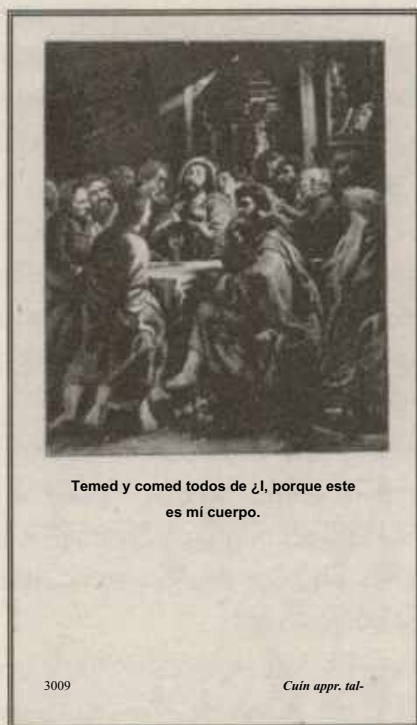 Temed y comed todos de ¿l, porque este
es mí cuerpo.
3009
Cuín appr. tal-